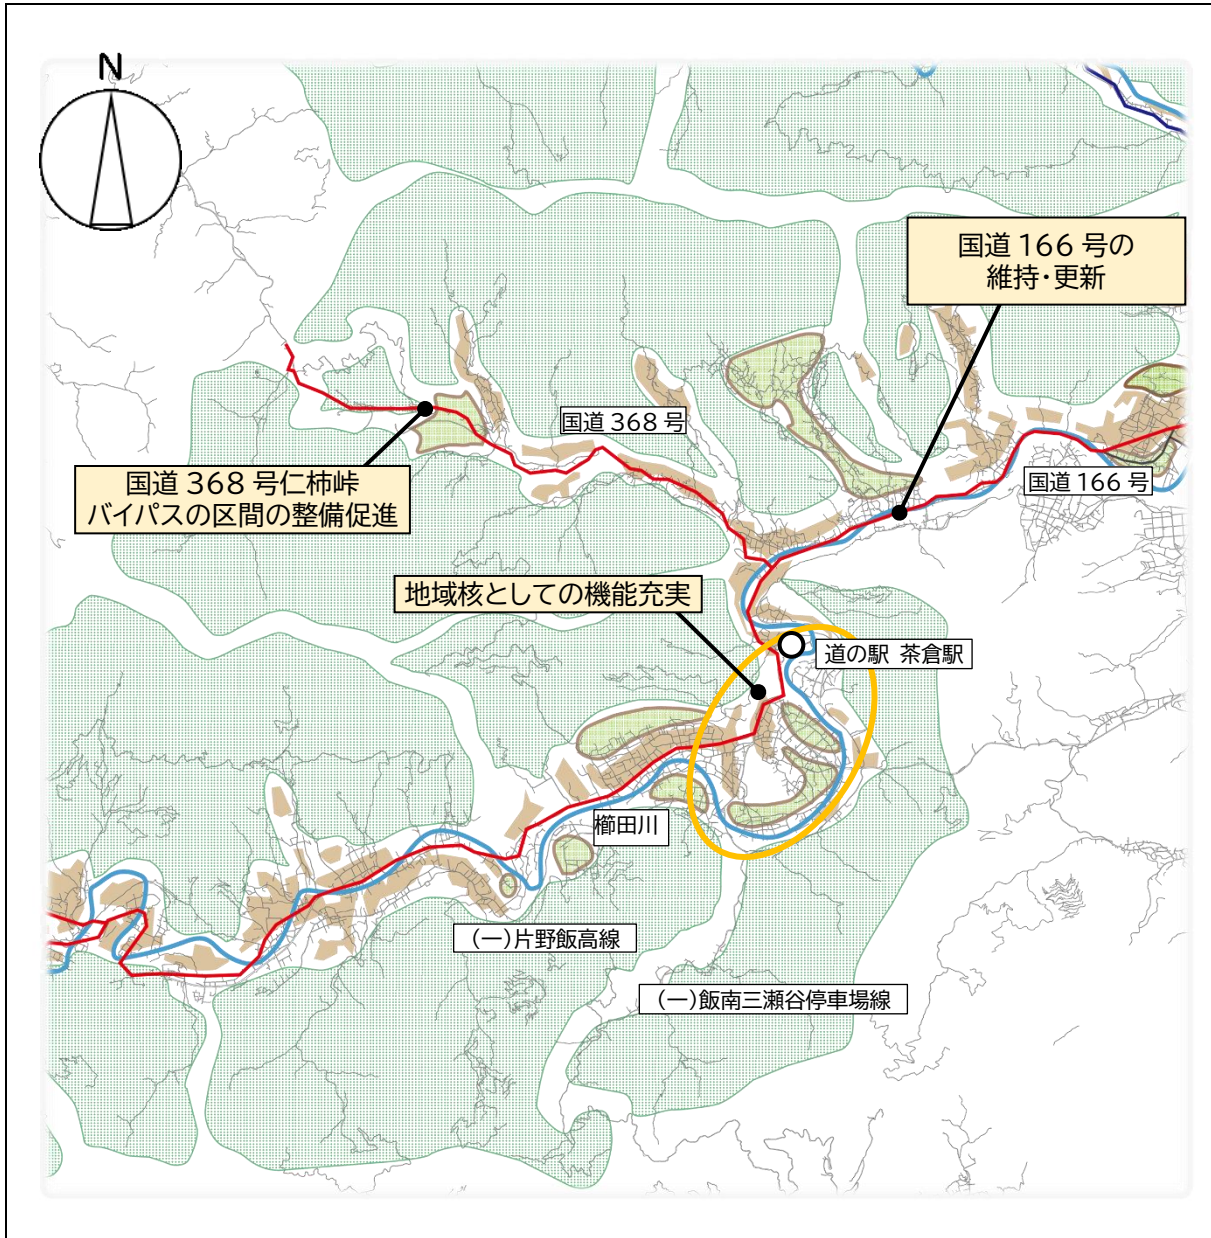 N
国道 166 号の
維持・更新
国道 368 号
国道 166 号
国道 368 号仁柿峠
バイパスの区間の整備促進
地域核としての機能充実
道の駅 茶倉駅
櫛田川
(一)片野飯高線
(一)飯南三瀬谷停車場線